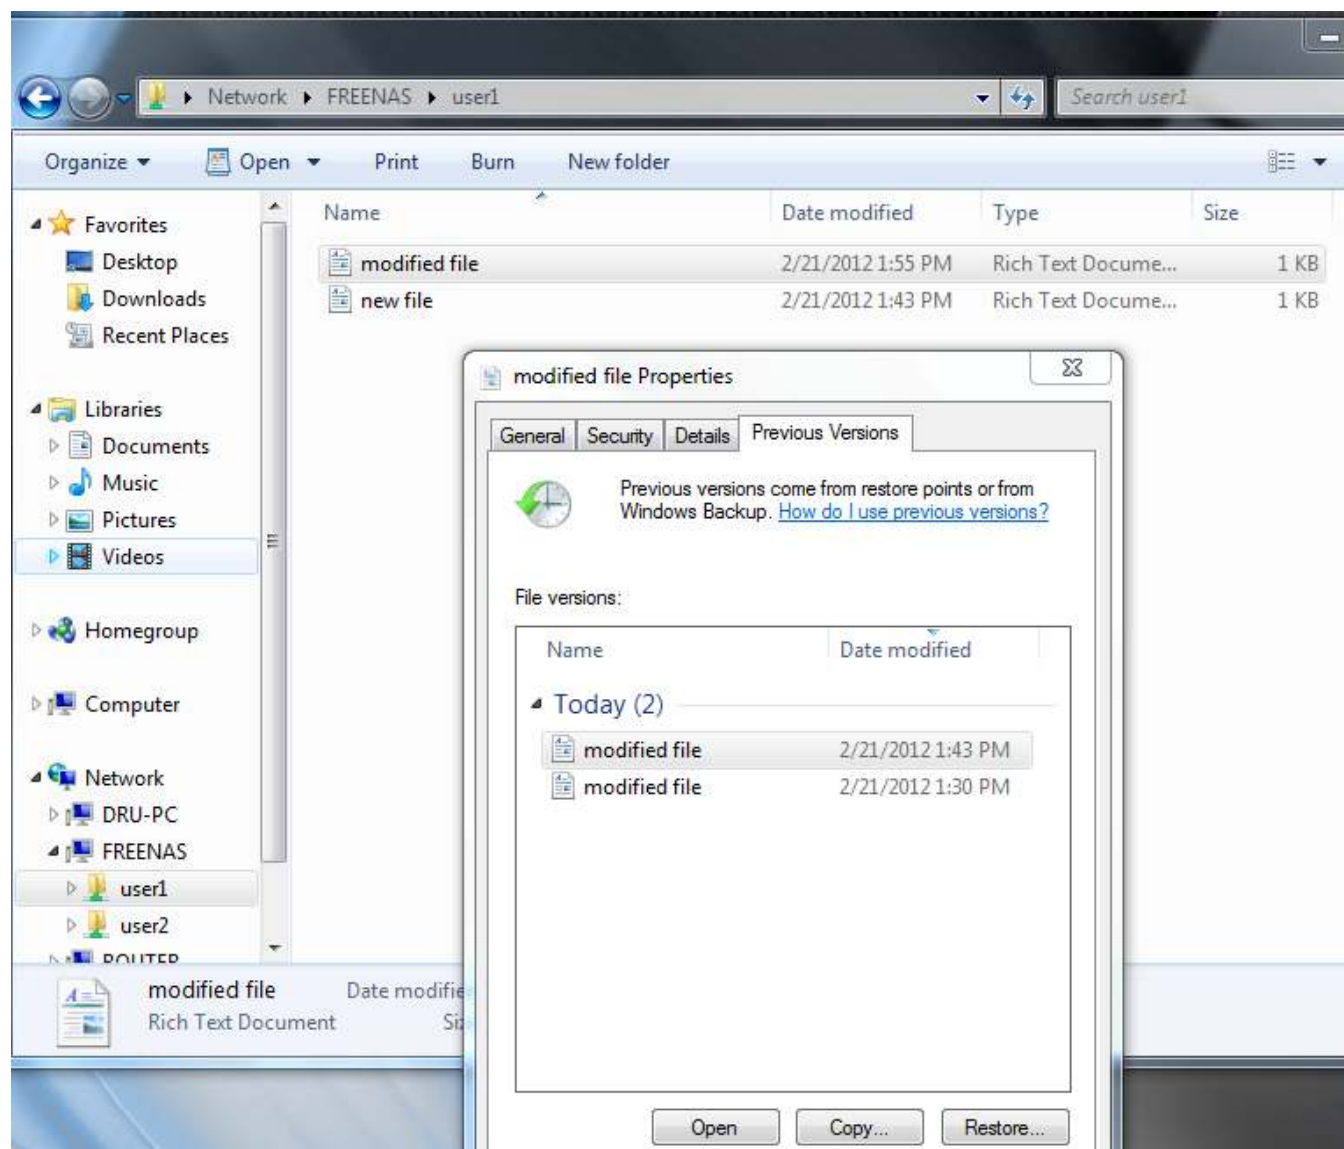 Network ▸ FREENAS ▸ user1
Search user1
Organize Open Print Burn New folder
Name Date modified Type Size
modified file 2/21/2012 1:55 PM Rich Text Docume... 1 KB
new file 2/21/2012 1:43 PM Rich Text Docume... 1 KB
Favorites
Desktop
Downloads
Recent Places
Libraries
Documents
Music
Pictures
Videos
Homegroup
Computer
Network
DRU-PC
FREENAS
user1
user2
ROUTER
modified file Properties
General Security Details Previous Versions
Previous versions come from restore points or from
Windows Backup. How do I use previous versions?
File versions:
Name Date modified
Today (2)
modified file 2/21/2012 1:43 PM
modified file 2/21/2012 1:30 PM
Open Copy... Restore...
modified file Date modifie
Rich Text Document Siz